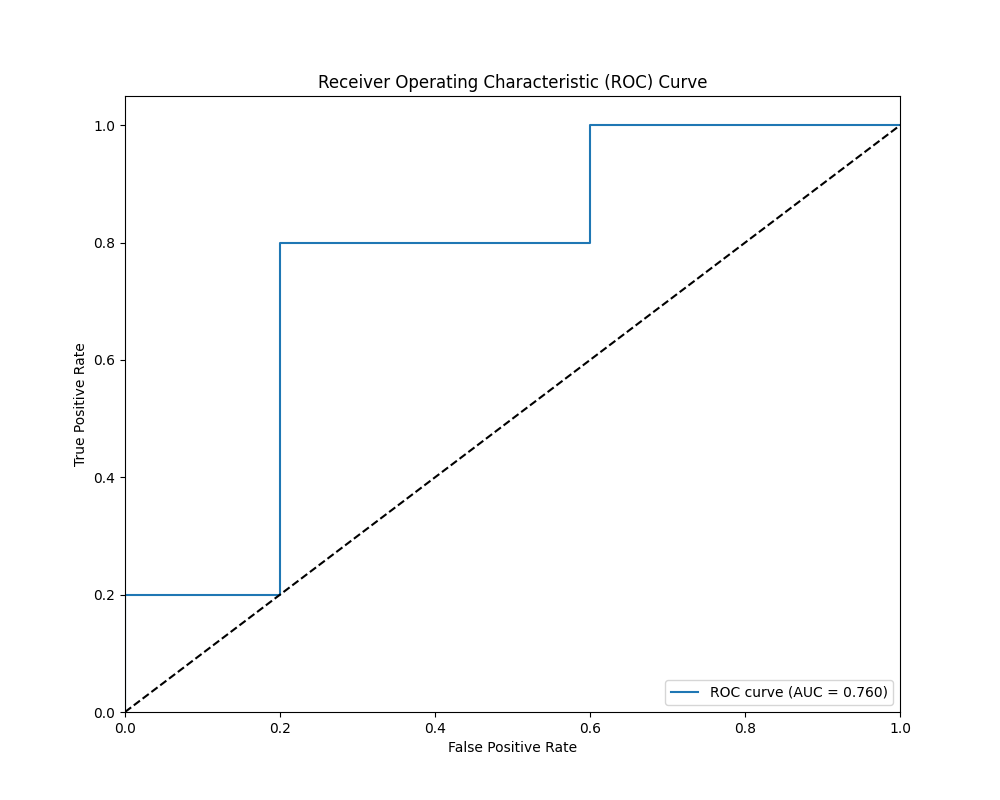 Receiver Operating Characteristic (ROC) Curve
1.0
0.8
0.6
0.4
0.2
0.0
True Positive Rate
ROC curve (AUC = 0.760)
0.0 0.2 0.4 0.6 0.8 1.0
False Positive Rate